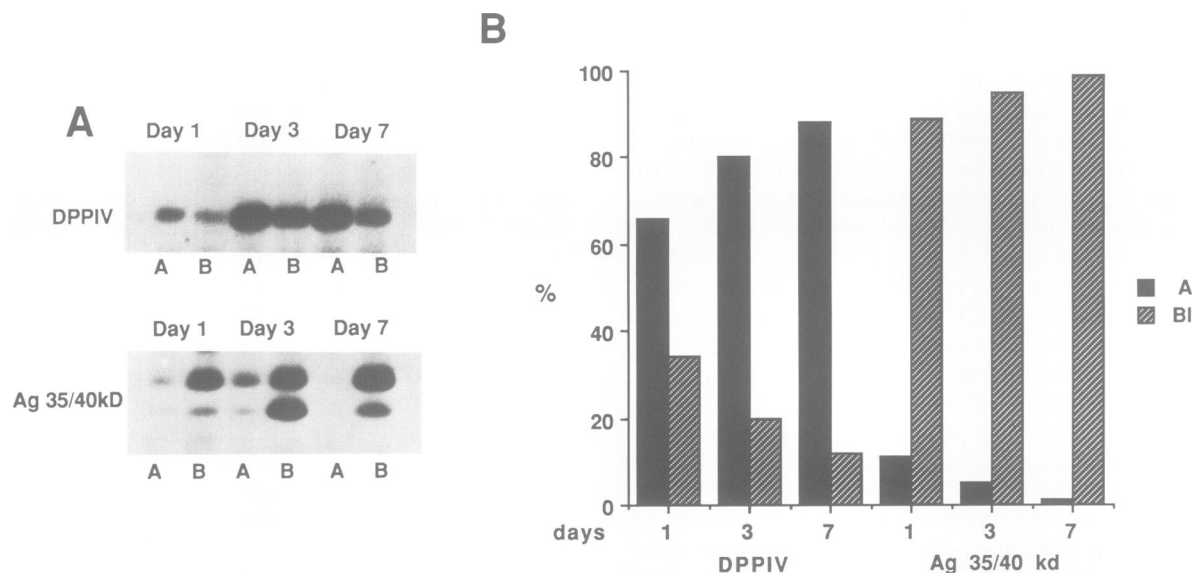 A
Day 1 Day 3 Day 7
DPPIV
A B A B A B
Day 1 Day 3 Day 7
Ag 35/40kD
A B A B A B
B
100
80
60
%
40
20
0
days 1 3 7 1 3 7
DPPIV Ag 35/40 kd
A
Bl